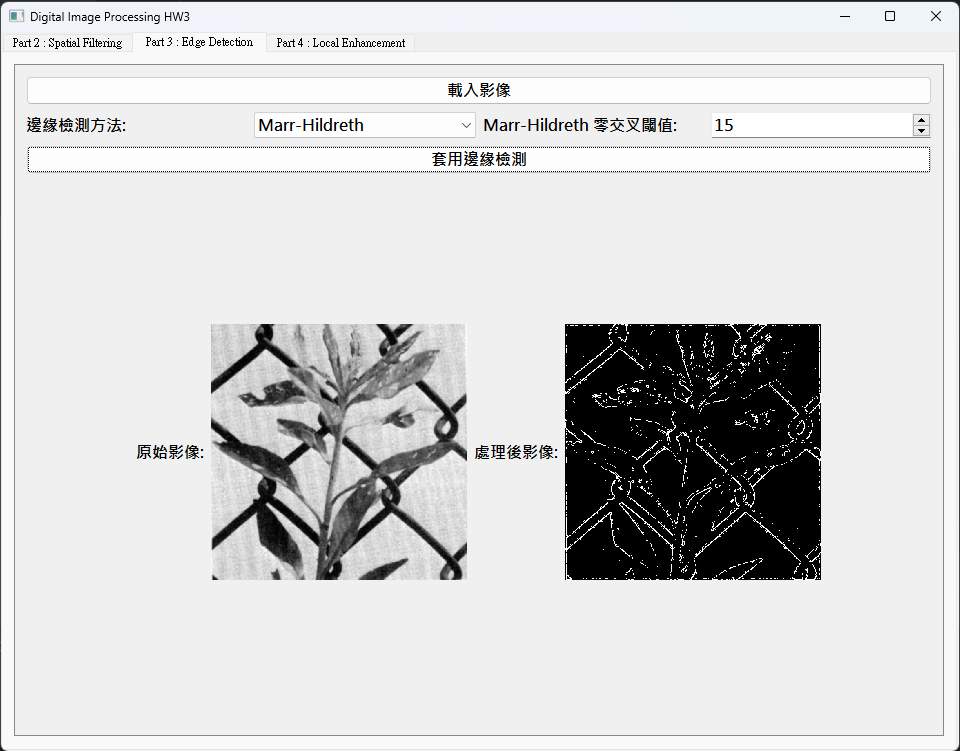 Digital Image Processing HW3
Part 2 : Spatial Filtering Part 3 : Edge Detection Part 4 : Local Enhancement
載入影像
邊緣檢測方法: Marr-Hildreth Marr-Hildreth 零交叉閾值: 15
套用邊緣檢測
原始影像: 處理後影像: